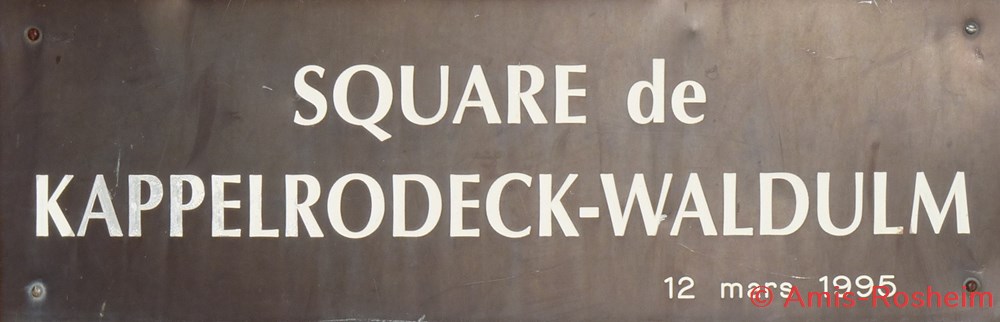 SQUARE de
KAPPELRODECK-WALDULM
12 mars 1995
© Amis-Rosheim